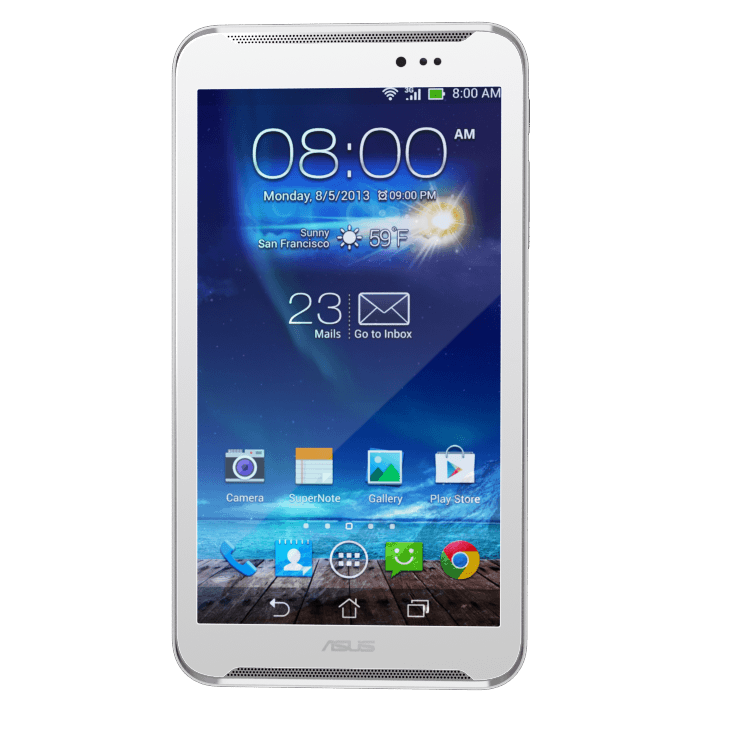 3G 8:00 AM
08:00 AM
Monday, 8/5/2013 09:00 PM
Sunny
San Francisco 59°F
23
Mails Go to Inbox
Camera SuperNote Gallery Play Store
ASUS